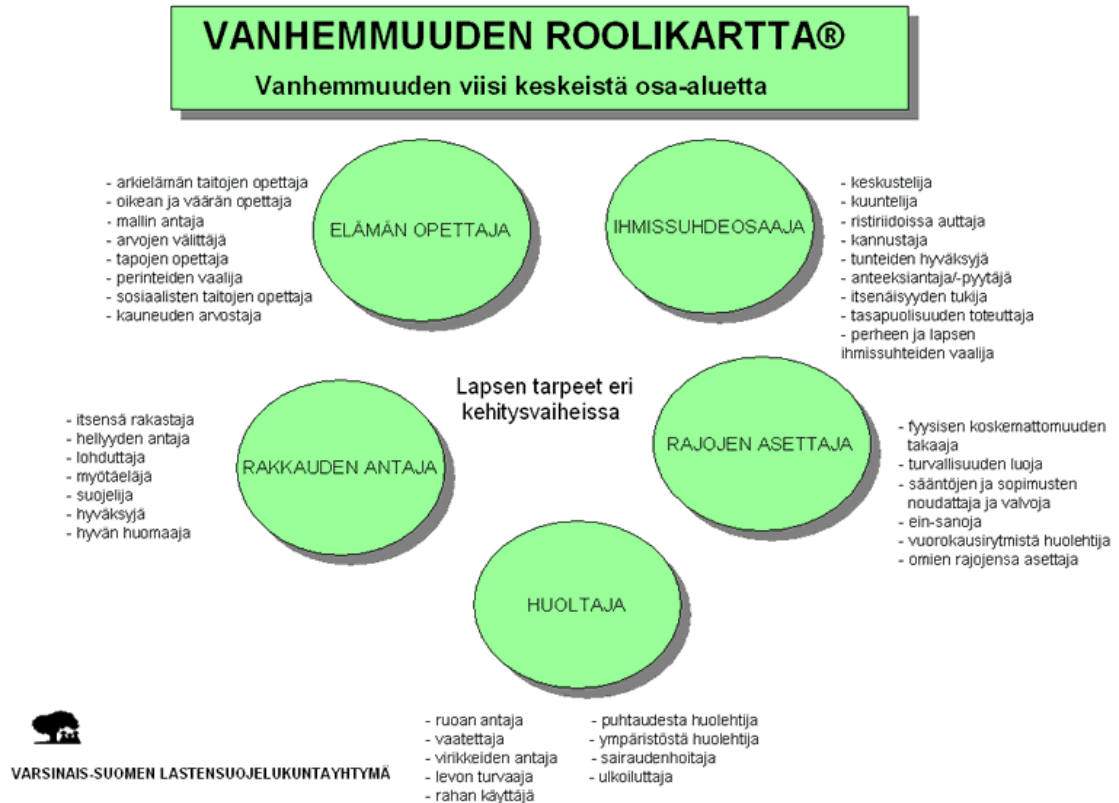 VANHEMMUUDEN ROOLIKARTTA®
Vanhemmuuden viisi keskeistä osa-aluetta
- arkielämän taitojen opettaja
- oikean ja väärän opettaja
- mallin antaja
- arvojen välittäjä
- tapojen opettaja
- perinteiden vaalija
- sosiaalisten taitojen opettaja
- kauneuden arvostaja
ELÄMÄN OPETTAJA
IHMISSUHDEOSAAJA
- keskustelija
- kuuntelija
- ristiriidoissa auttaja
- kannustaja
- tunteiden hyväksyjä
- anteeksiantaja/-pyytäjä
- itsenäisyyden tukija
- tasapuolisuuden toteuttaja
- perheen ja lapsen
ihmissuhteiden vaalija
Lapsen tarpeet eri
kehitysvaiheissa
- itsensä rakastaja
- hellyyden antaja
- lohduttaja
- myötäeläjä
- suojelija
- hyväksyjä
- hyvän huomaaja
RAKKAUDEN ANTAJA
RAJOJEN ASETTAJA
- fyysisen koskemattomuuden
takaaja
- turvallisuuden luoja
- sääntöjen ja sopimusten
noudattaja ja valvoja
- ein-sanoja
- vuorokausirytmistä huolehtija
- omien rajojensa asettaja
HUOLTAJA
- ruoan antaja
- vaatettaja
- virikkeiden antaja
- levon turvaaja
- rahan käyttäjä
- puhtaudesta huolehtija
- ympäristöstä huolehtija
- sairaudenhoitaja
- ulkoiluttaja
VARSINAIS-SUOMEN LASTENSUOJELUKUNTAYHTYMÄ